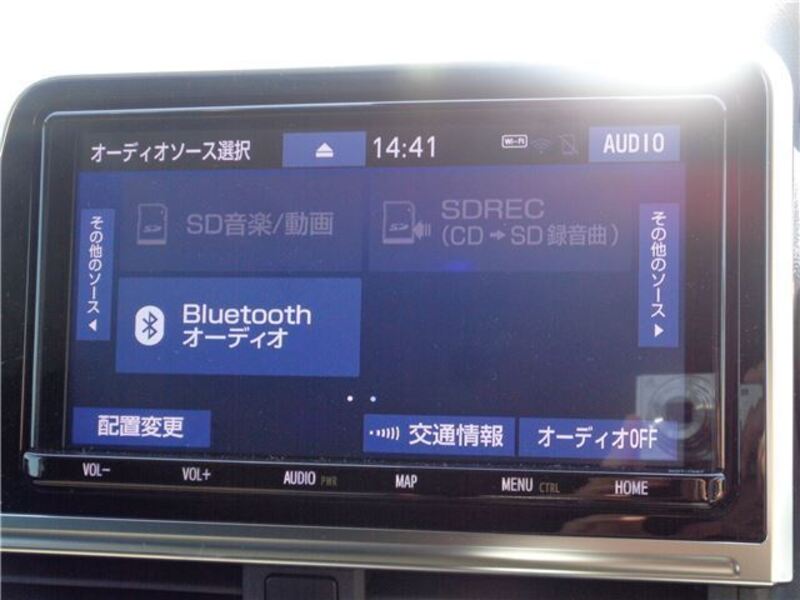 オーディオソース選択
14:41
Wi-Fi
AUDIO
その他のソース
SD音楽/動画
SDREC
(CD→SD録音曲)
その他のソース
Bluetooth
オーディオ
配置変更
交通情報
オーディオOFF
VOL-
VOL+
AUDIO PWR
MAP
MENU CTRL
HOME